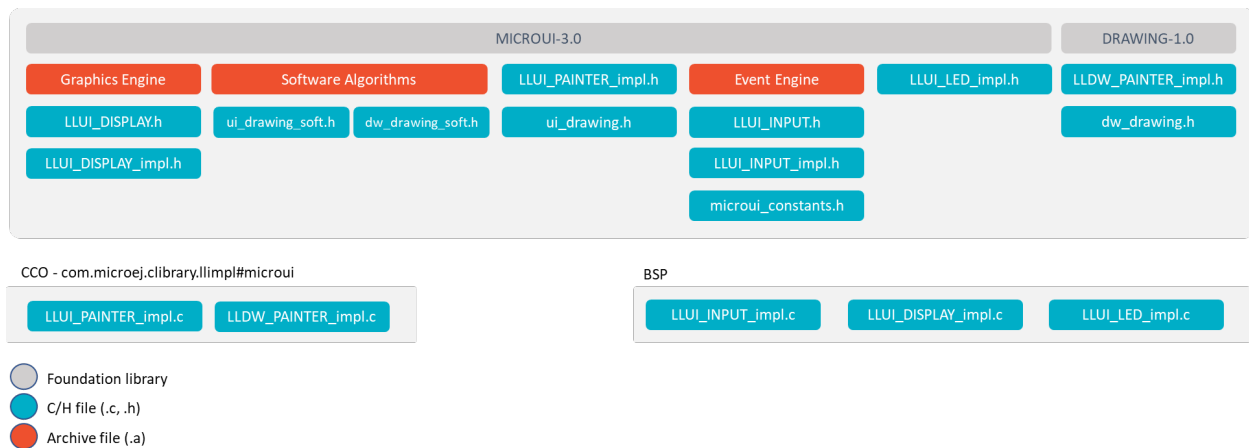 MICROUI-3.0 DRAWING-1.0
Graphics Engine Software Algorithms LLUI_PAINTER_impl.h Event Engine LLUI_LED_impl.h LLDW_PAINTER_impl.h
LLUI_DISPLAY.h ui_drawing_soft.h dw_drawing_soft.h ui_drawing.h LLUI_INPUT.h dw_drawing.h
LLUI_DISPLAY_impl.h LLUI_INPUT_impl.h
microui_constants.h
CCO - com.microej.clibrary.llimpl#microui BSP
LLUI_PAINTER_impl.c LLDW_PAINTER_impl.c LLUI_INPUT_impl.c LLUI_DISPLAY_impl.c LLUI_LED_impl.c
Foundation library
C/H file (.c, .h)
Archive file (.a)